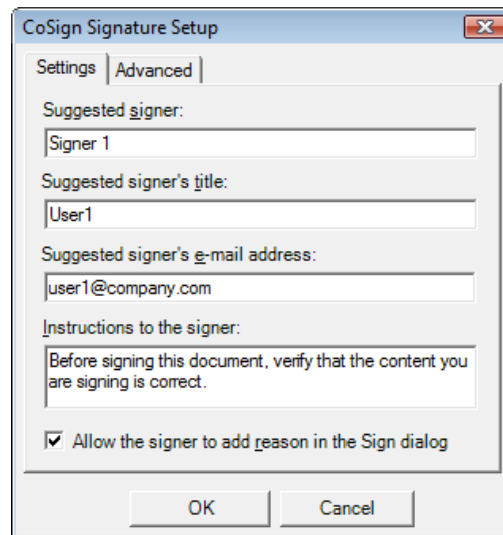 CoSign Signature Setup
Settings
Advanced
Suggested signer:
Signer 1
Suggested signer's title:
User1
Suggested signer's e-mail address:
user1@company.com
Instructions to the signer:
Before signing this document, verify that the content you
are signing is correct.
Allow the signer to add reason in the Sign dialog
OK
Cancel